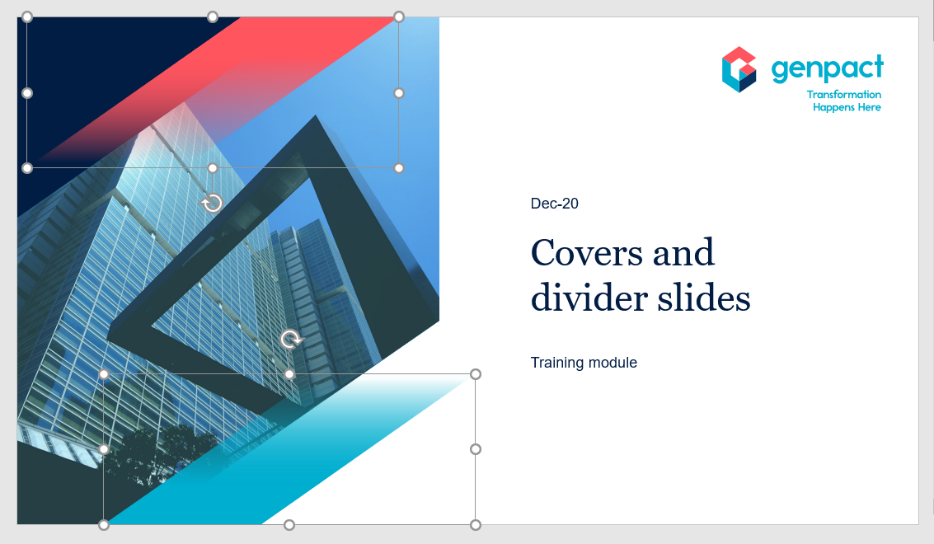 genpact
Transformation
Happens Here
Dec-20
Covers and
divider slides
Training module